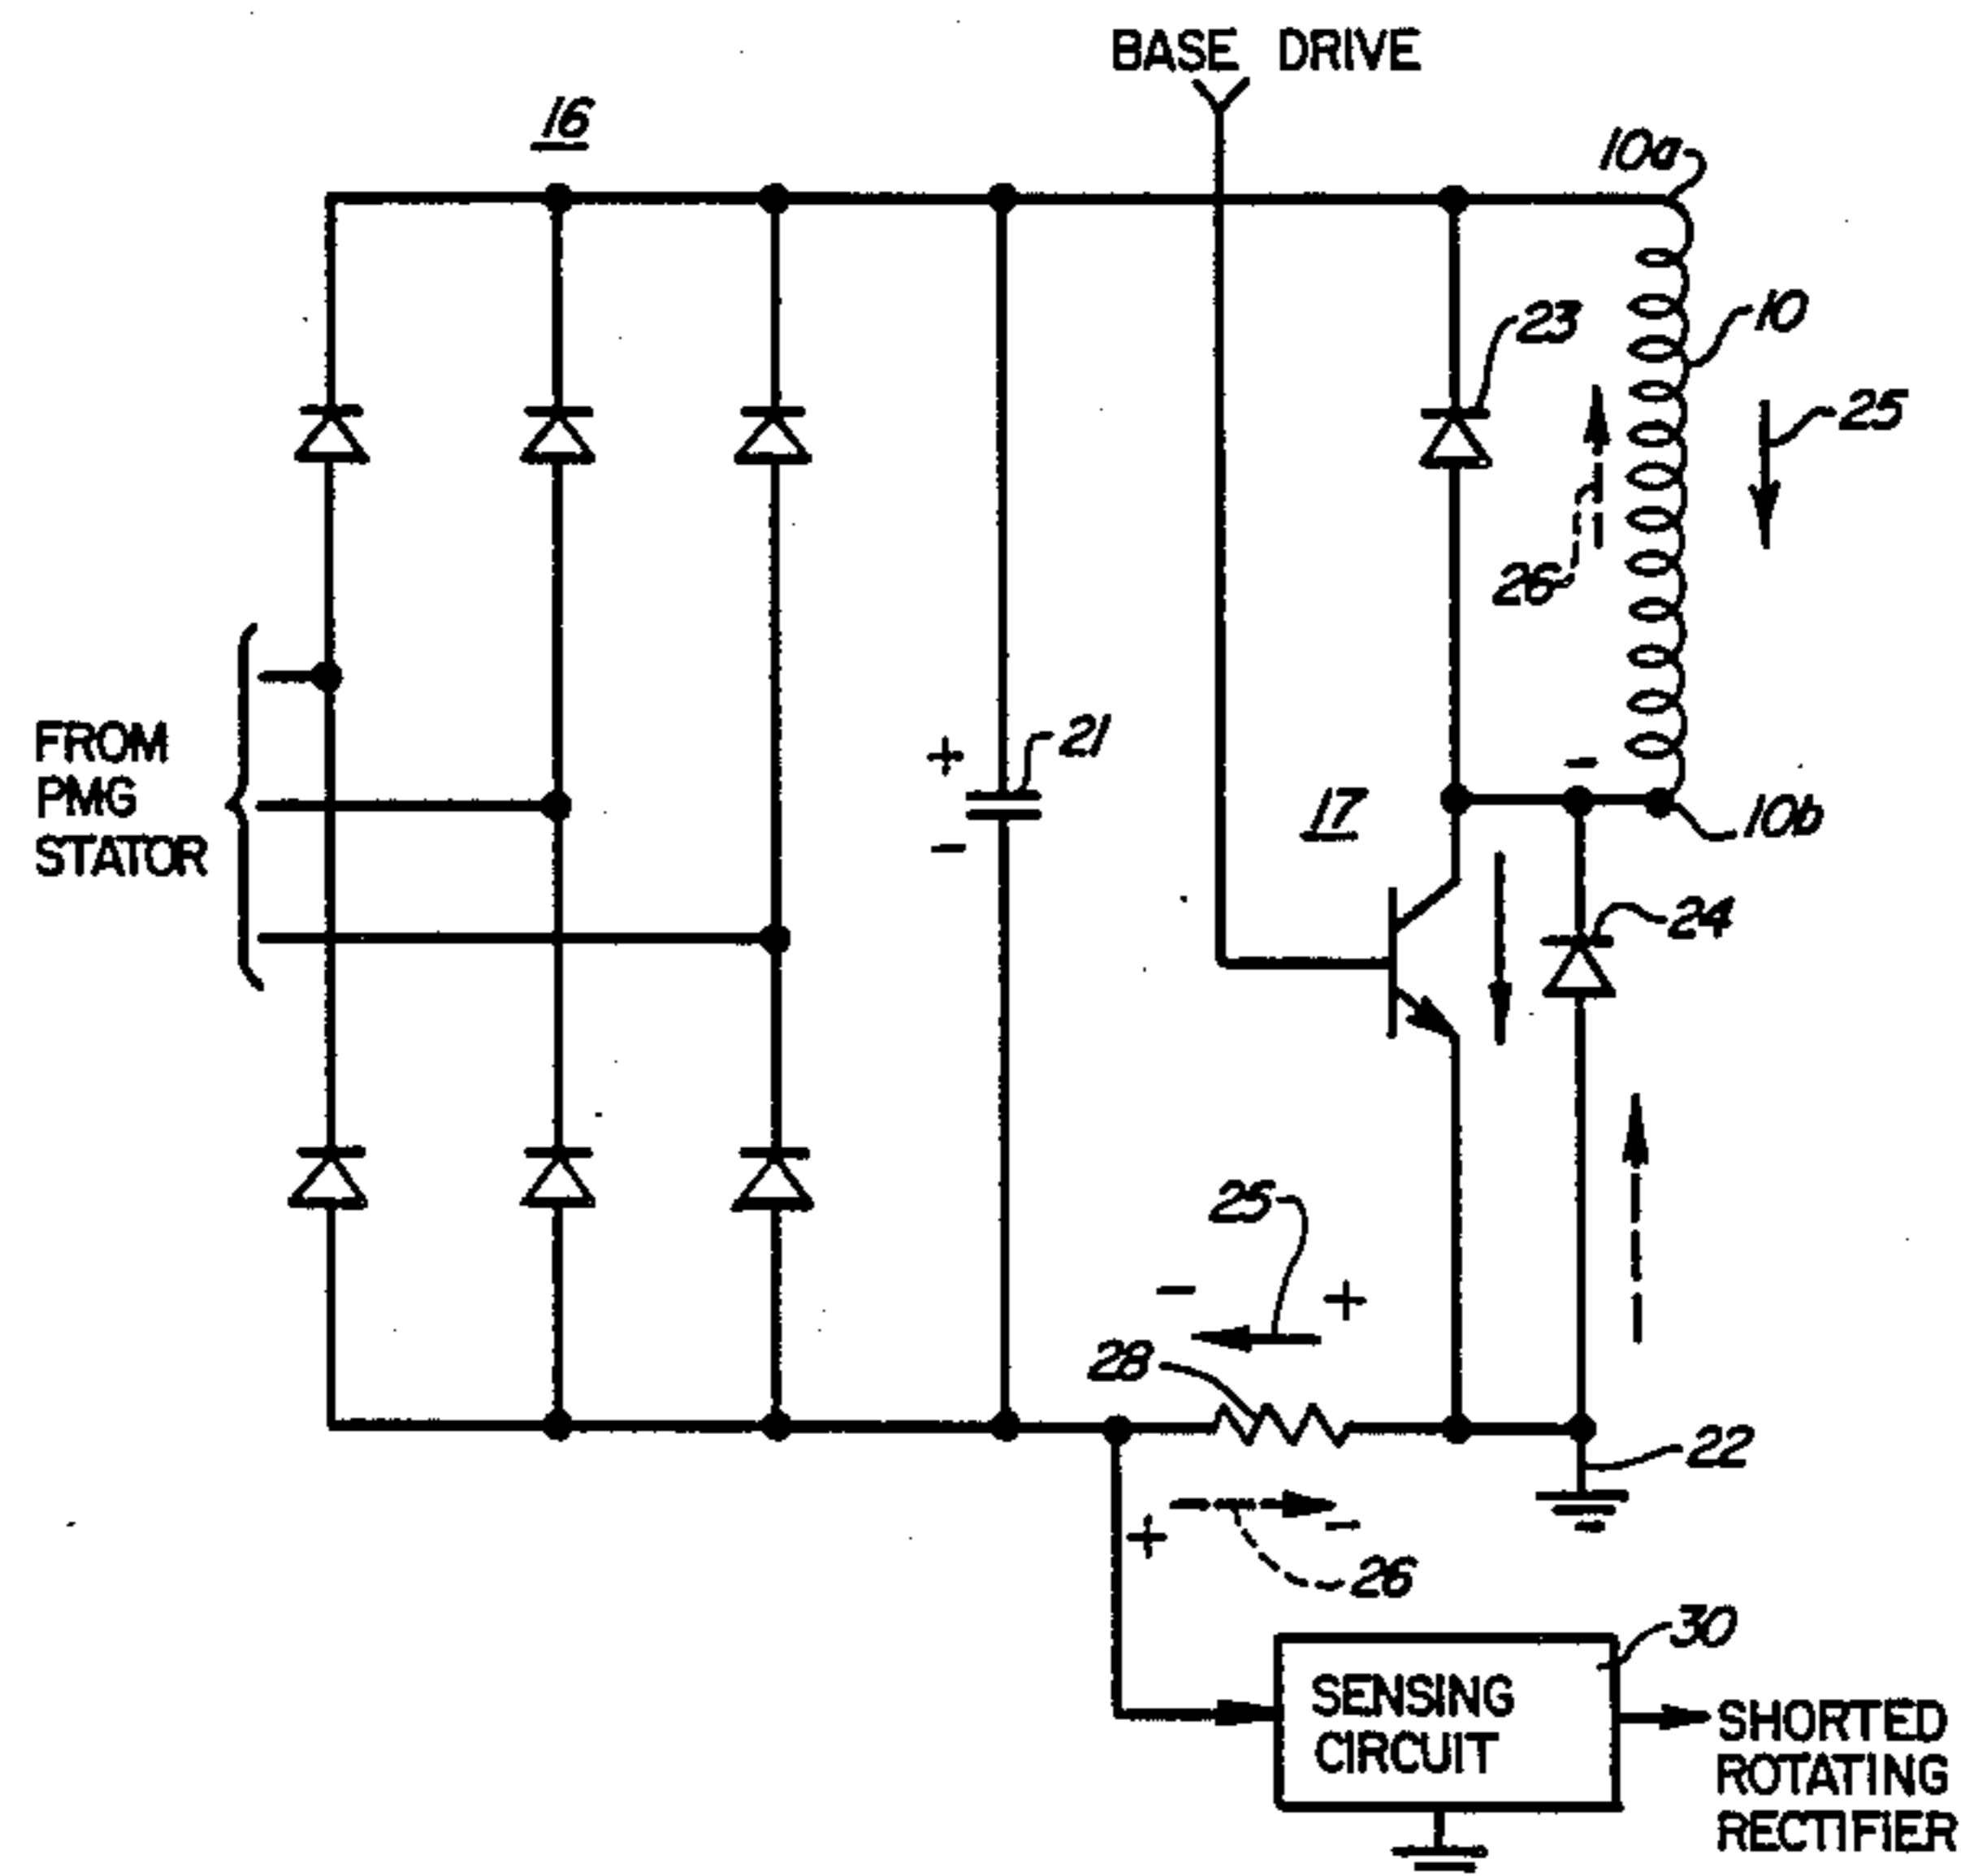 BASE DRIVE
16
10a
23
10
25
26
FROM
PMG
STATOR
+
21
-
17
-
10b
24
25
-
+
28
22
+
-
26
30
SENSING
CIRCUIT
SHORTED
ROTATING
RECTIFIER